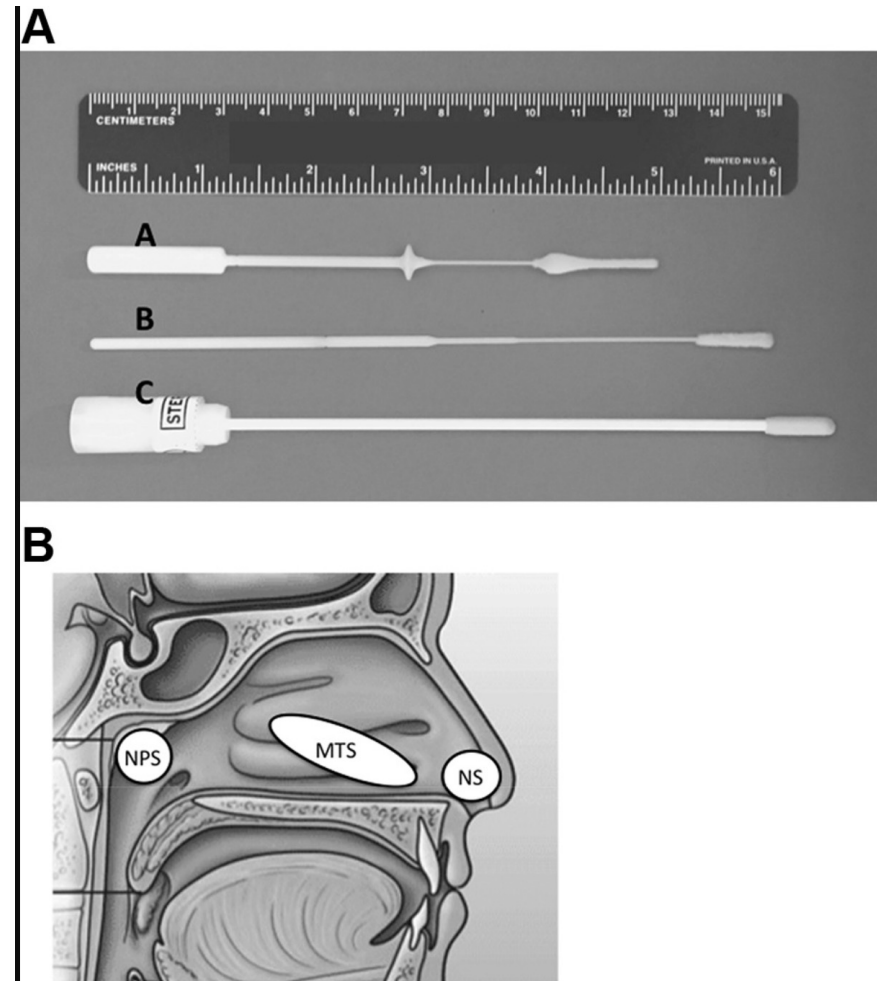 A
1 2 3 4 5 6 7 8 9 10 11 12 13 14 15
CENTIMETERS
PRINTED IN U.S.A.
INCHES 1 2 3 4 5 6
A
B
C
STE
B
NPS
MTS
NS